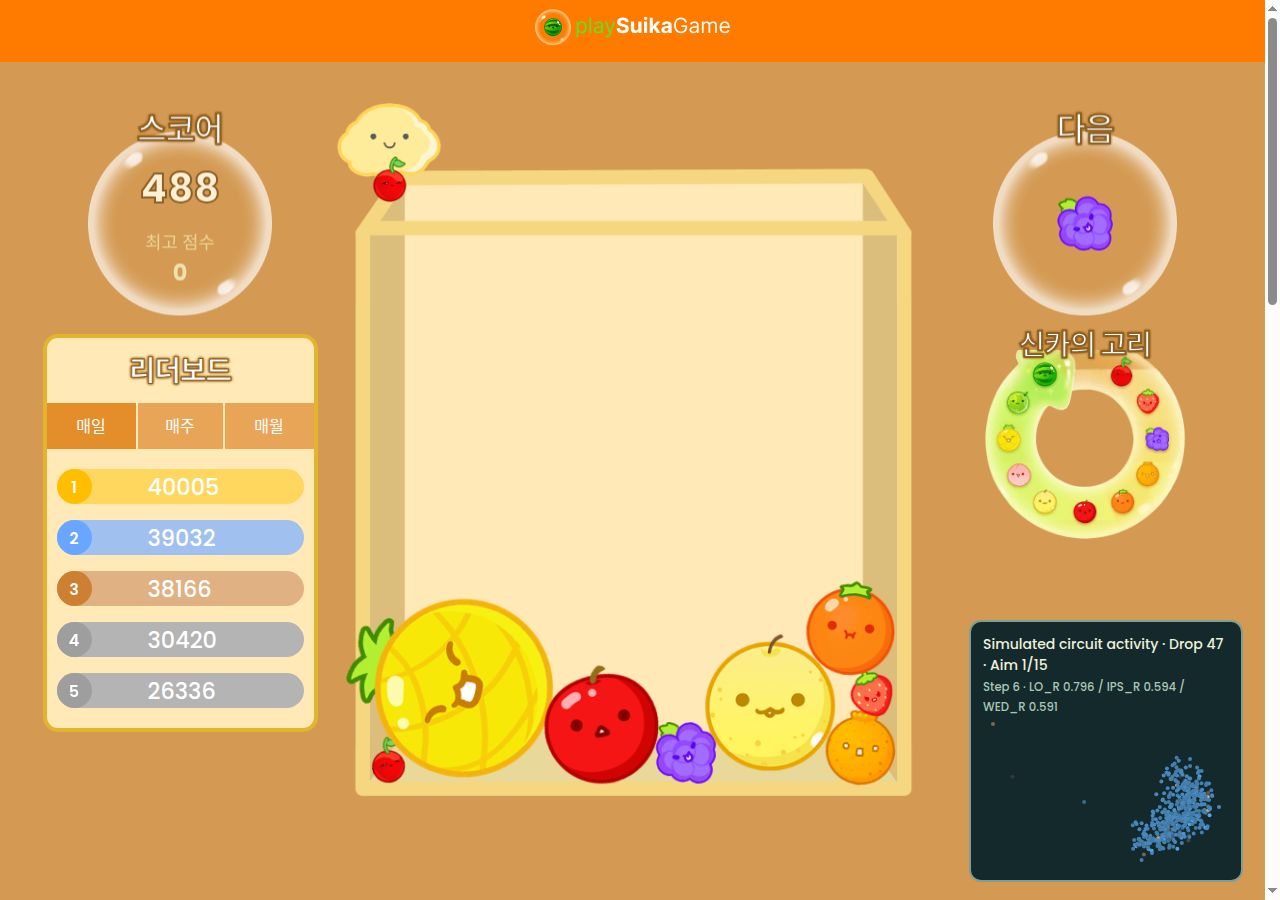 playSuikaGame
스코어
488
최고 점수
0
다음
신카의 고리
리더보드
매일 매주 매월
1 40005
2 39032
3 38166
4 30420
5 26336
Simulated circuit activity · Drop 47
· Aim 1/15
Step 6 · LO_R 0.796 / IPS_R 0.594 /
WED_R 0.591